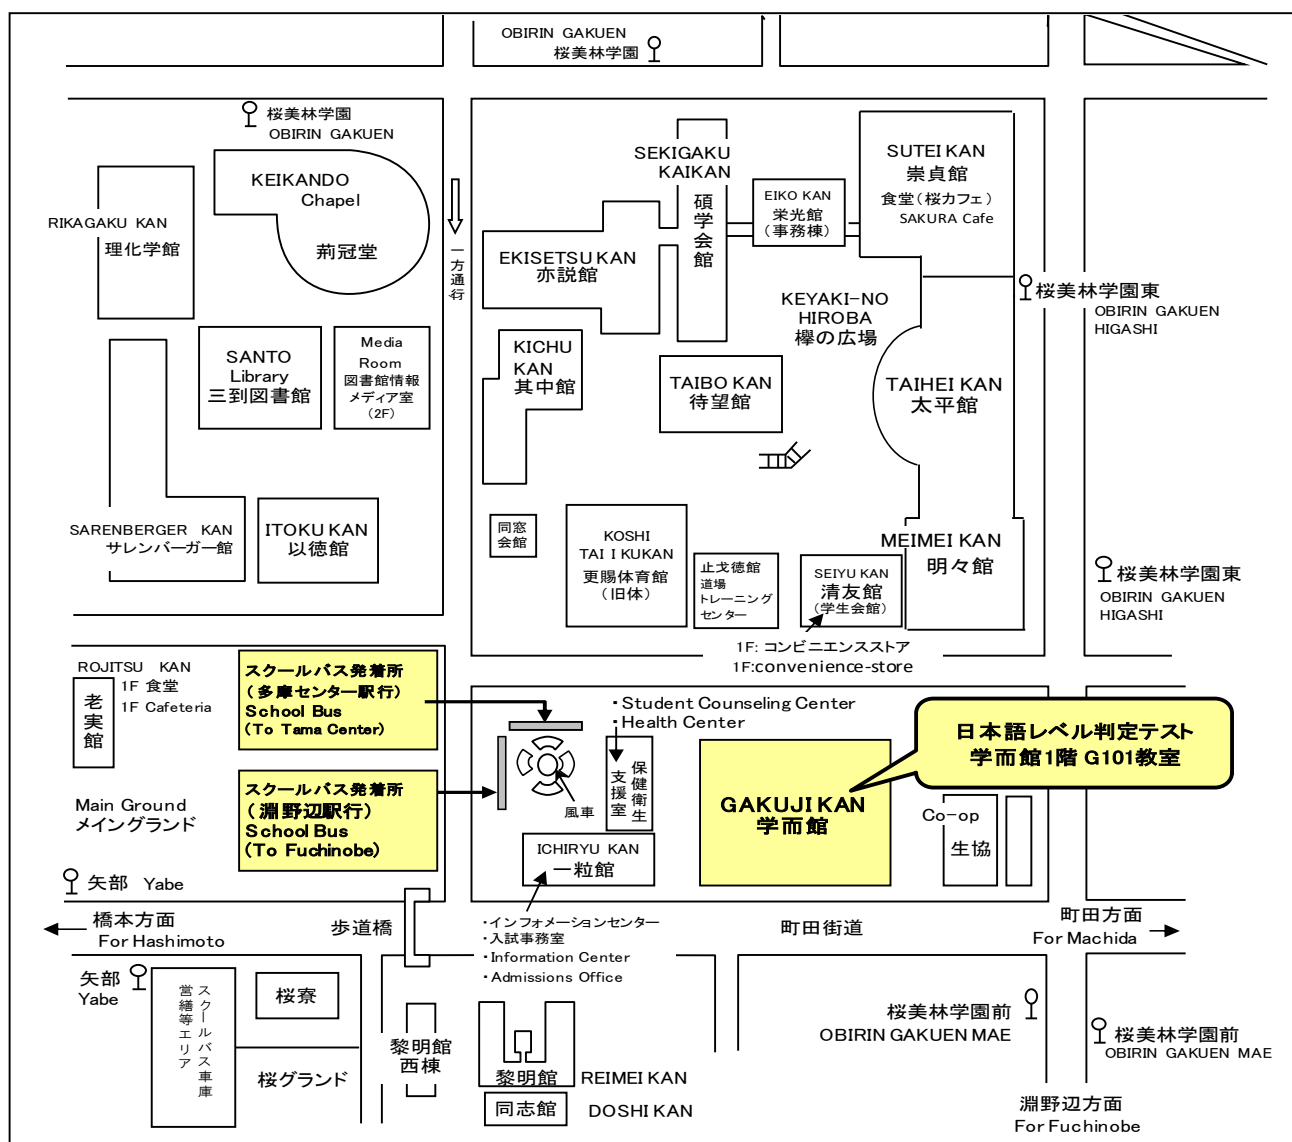 OBIRIN GAKUEN
桜美林学園
桜美林学園
OBIRIN GAKUEN
KEIKANDO
Chapel
荊冠堂
RIKAGAKU KAN
理化学館
一方通行
SEKIGAKU
KAIKAN
碩学会館
EIKO KAN
栄光館
(事務棟)
SUTEI KAN
崇貞館
食堂(桜カフェ)
SAKURA Cafe
EKISETSU KAN
亦説館
KEYAKI-NO
HIROBA
欅の広場
桜美林学園東
OBIRIN GAKUEN
HIGASHI
SANTO
Library
三到図書館
Media
Room
図書館情報
メディア室
(2F)
KICHU
KAN
其中館
TAIBO KAN
待望館
TAIHEI KAN
太平館
SARENBERGER KAN
サレンバーガー館
ITOKU KAN
以徳館
同窓
会館
KOSHI
TAI I KUKAN
更賜体育館
(旧体)
止戈徳館
道場
トレーニング
センター
SEIYU KAN
清友館
(学生会館)
MEIMEI KAN
明々館
桜美林学園東
OBIRIN GAKUEN
HIGASHI
1F: コンビニエンスストア
1F:convenience-store
ROJITSU KAN
1F 食堂
1F Cafeteria
老実館
スクールバス発着所
(多摩センター駅行)
School Bus
(To Tama Center)
・Student Counseling Center
・Health Center
日本語レベル判定テスト
学而館1階 G101教室
Main Ground
メイングランド
スクールバス発着所
(淵野辺駅行)
School Bus
(To Fuchinobe)
風車
保健衛生
支援室
GAKUJI KAN
学而館
Co-op
生協
ICHIRYU KAN
一粒館
矢部 Yabe
橋本方面
For Hashimoto
歩道橋
・インフォメーションセンター
・入試事務室
・Information Center
・Admissions Office
町田街道
町田方面
For Machida
矢部
Yabe
スクールバス車庫
営繕等エリア
桜寮
桜グランド
黎明館
西棟
黎明館
REIMEI KAN
同志館
DOSHI KAN
桜美林学園前
OBIRIN GAKUEN MAE
桜美林学園前
OBIRIN GAKUEN MAE
淵野辺方面
For Fuchinobe